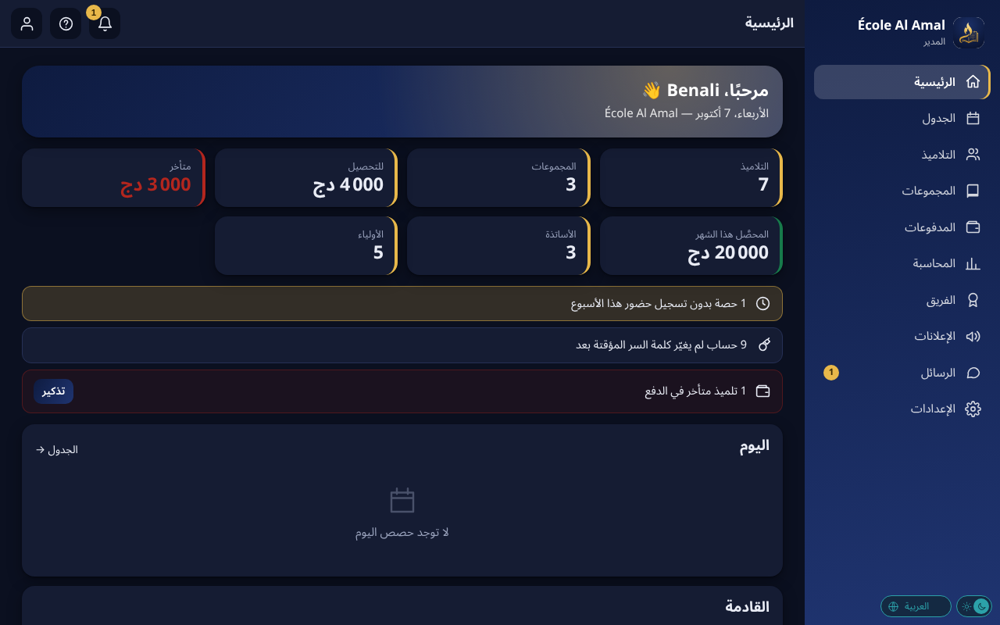 École Al Amal
المدير
الرئيسية
الجدول
التلاميذ
المجموعات
المدفوعات
المحاسبة
الفريق
الإعلانات
الرسائل
1
الإعدادات
العربية
الرئيسية
1
مرحبًا، Benali 👋
الأربعاء، 7 أكتوبر — École Al Amal
التلاميذ
7
المجموعات
3
للتحصيل
4 000 دج
متأخر
3 000 دج
المحصَّل هذا الشهر
20 000 دج
الأساتذة
3
الأولياء
5
1 حصة بدون تسجيل حضور هذا الأسبوع
9 حساب لم يغيّر كلمة السر المؤقتة بعد
1 تلميذ متأخر في الدفع
تذكير
اليوم
الجدول →
لا توجد حصص اليوم
القادمة